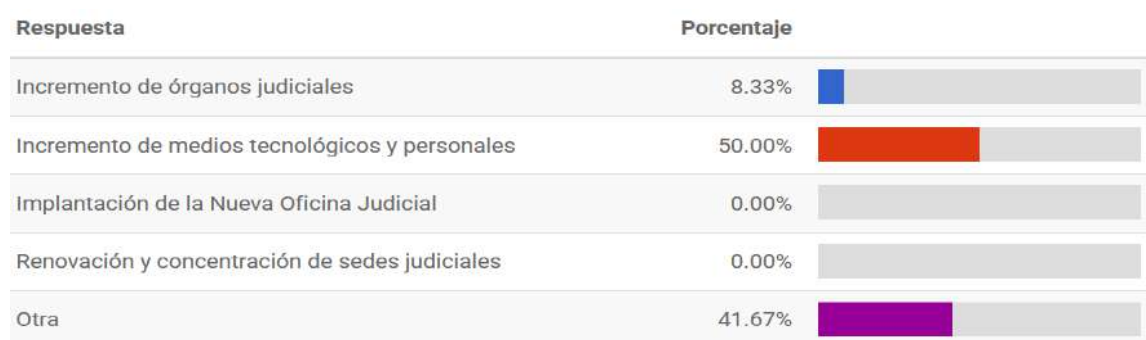 Respuesta Porcentaje
Incremento de órganos judiciales 8.33%
Incremento de medios tecnológicos y personales 50.00%
Implantación de la Nueva Oficina Judicial 0.00%
Renovación y concentración de sedes judiciales 0.00%
Otra 41.67%